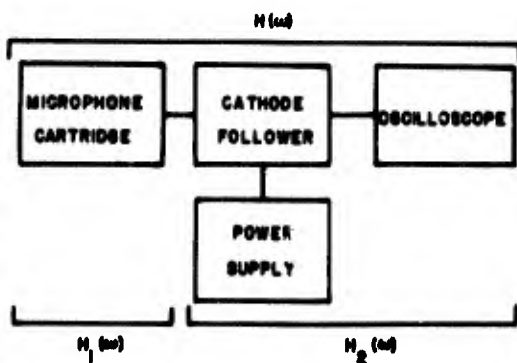 H(ω)
MICROPHONE
CARTRIDGE
CATHODE
FOLLOWER
OSCILLOSCOPE
POWER
SUPPLY
H₁(ω)
H₂(ω)